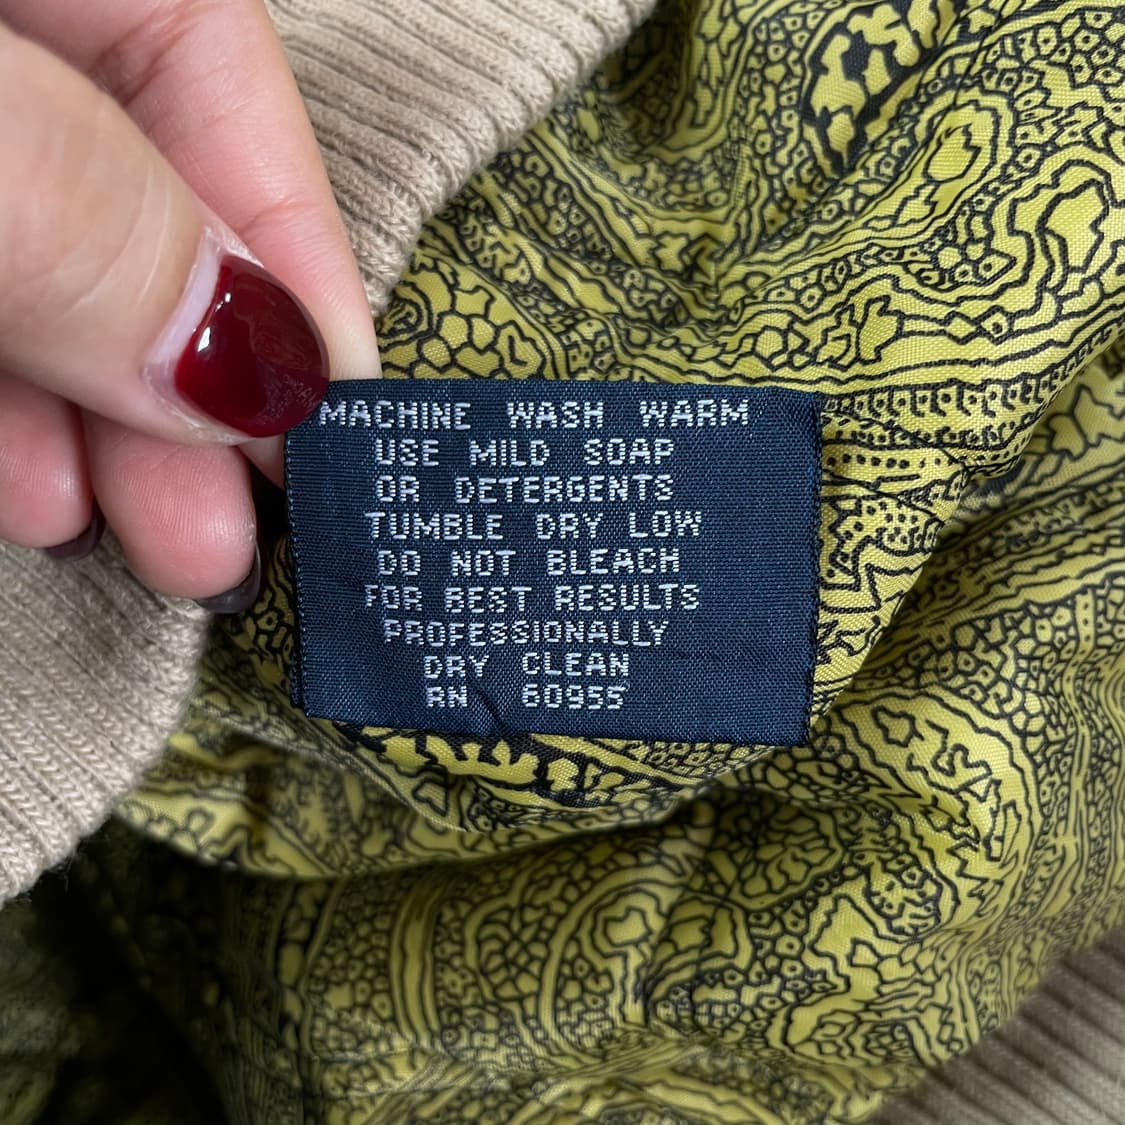 MACHINE WASH WARM
USE MILD SOAP
OR DETERGENTS
TUMBLE DRY LOW
DO NOT BLEACH
FOR BEST RESULTS
PROFESSIONALLY
DRY CLEAN
RN 60955